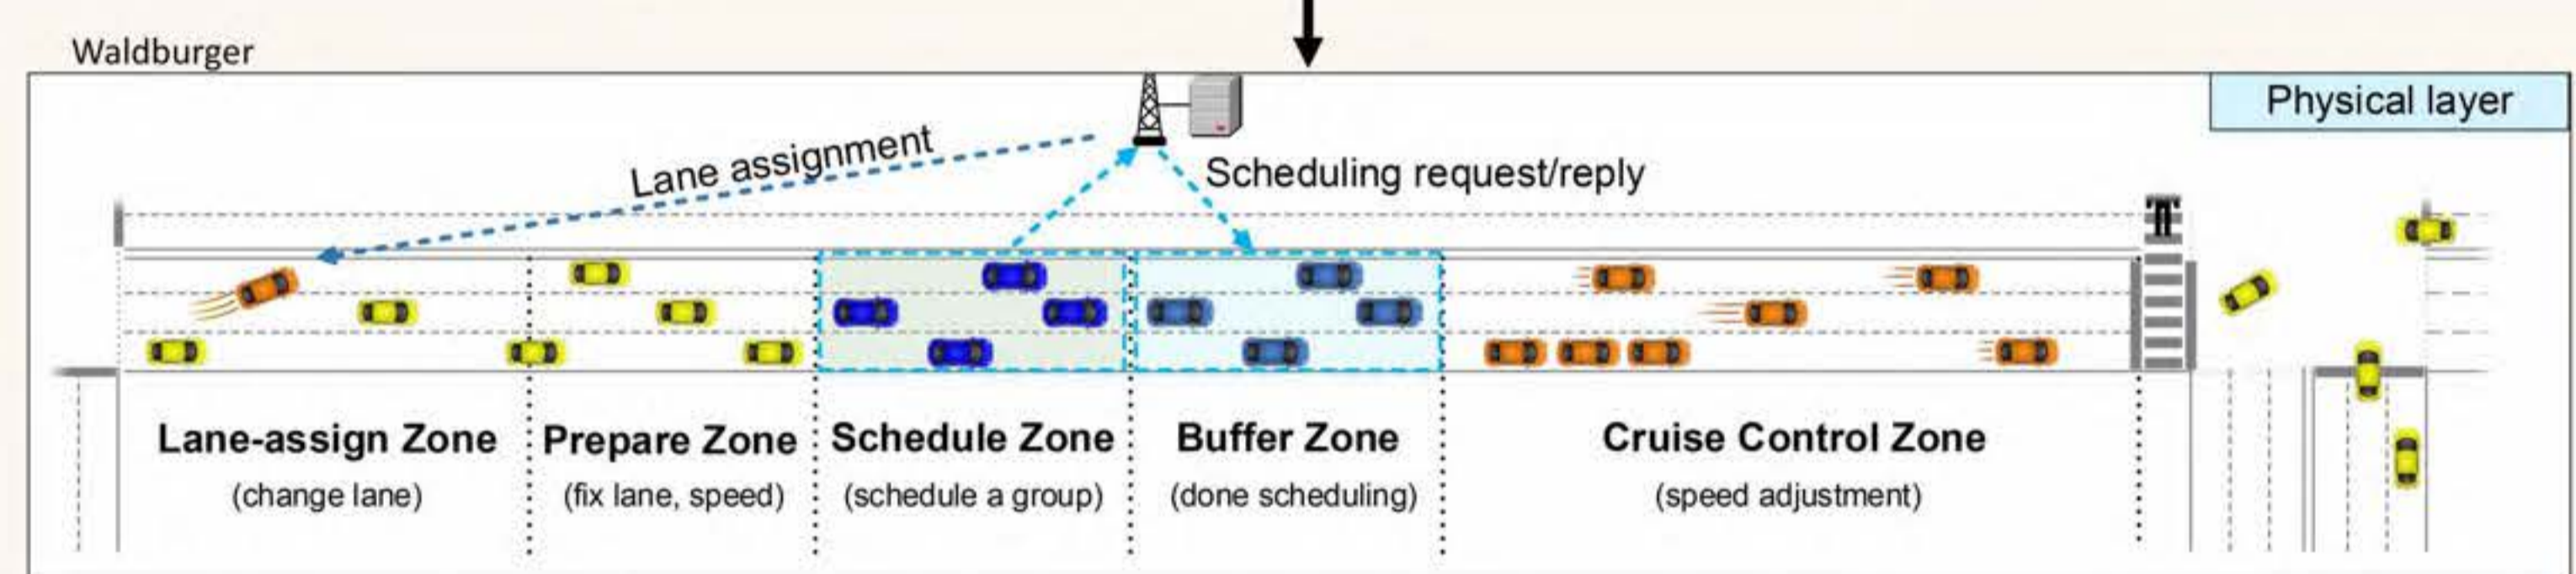 Waldburger
Physical layer
Lane assignment
Scheduling request/reply
Lane-assign Zone
(change lane)
Prepare Zone
(fix lane, speed)
Schedule Zone
(schedule a group)
Buffer Zone
(done scheduling)
Cruise Control Zone
(speed adjustment)